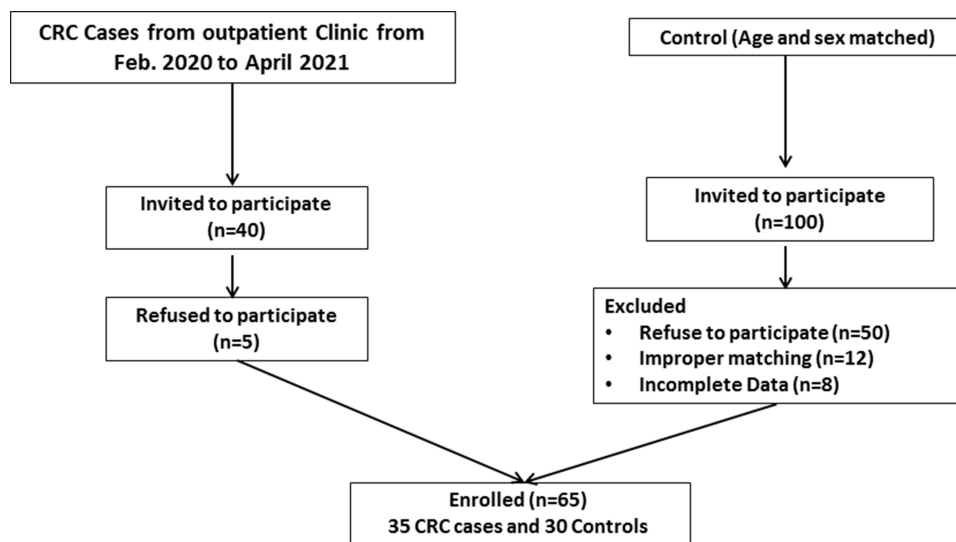 CRC Cases from outpatient Clinic from
Feb. 2020 to April 2021
Control (Age and sex matched)
Invited to participate
(n=40)
Invited to participate
(n=100)
Refused to participate
(n=5)
Excluded
• Refuse to participate (n=50)
• Improper matching (n=12)
• Incomplete Data (n=8)
Enrolled (n=65)
35 CRC cases and 30 Controls